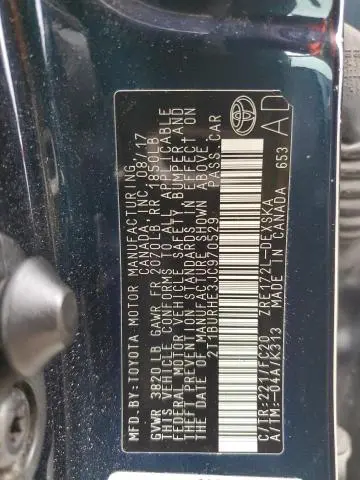 MFD.BY:TOYOTA MOTOR MANUFACTURING
CANADA, INC. 08/17
GVWR 3820LB GAWR FR 2070LB RR 1850LB
THIS VEHICLE CONFORMS TO ALL APPLICABLE
FEDERAL MOTOR VEHICLE SAFETY BUMPER,AND
THEFT PREVENTION STANDARDS IN EFFECT ON
THE DATE OF MANUFACTURE SHOWN ABOVE.
2T1BURHE3JC970529 PASS.CAR
C/TR:221/FC20 ZRE172L-DEXSKA
A/TM:-04A/K313 MADE IN CANADA 653
AD